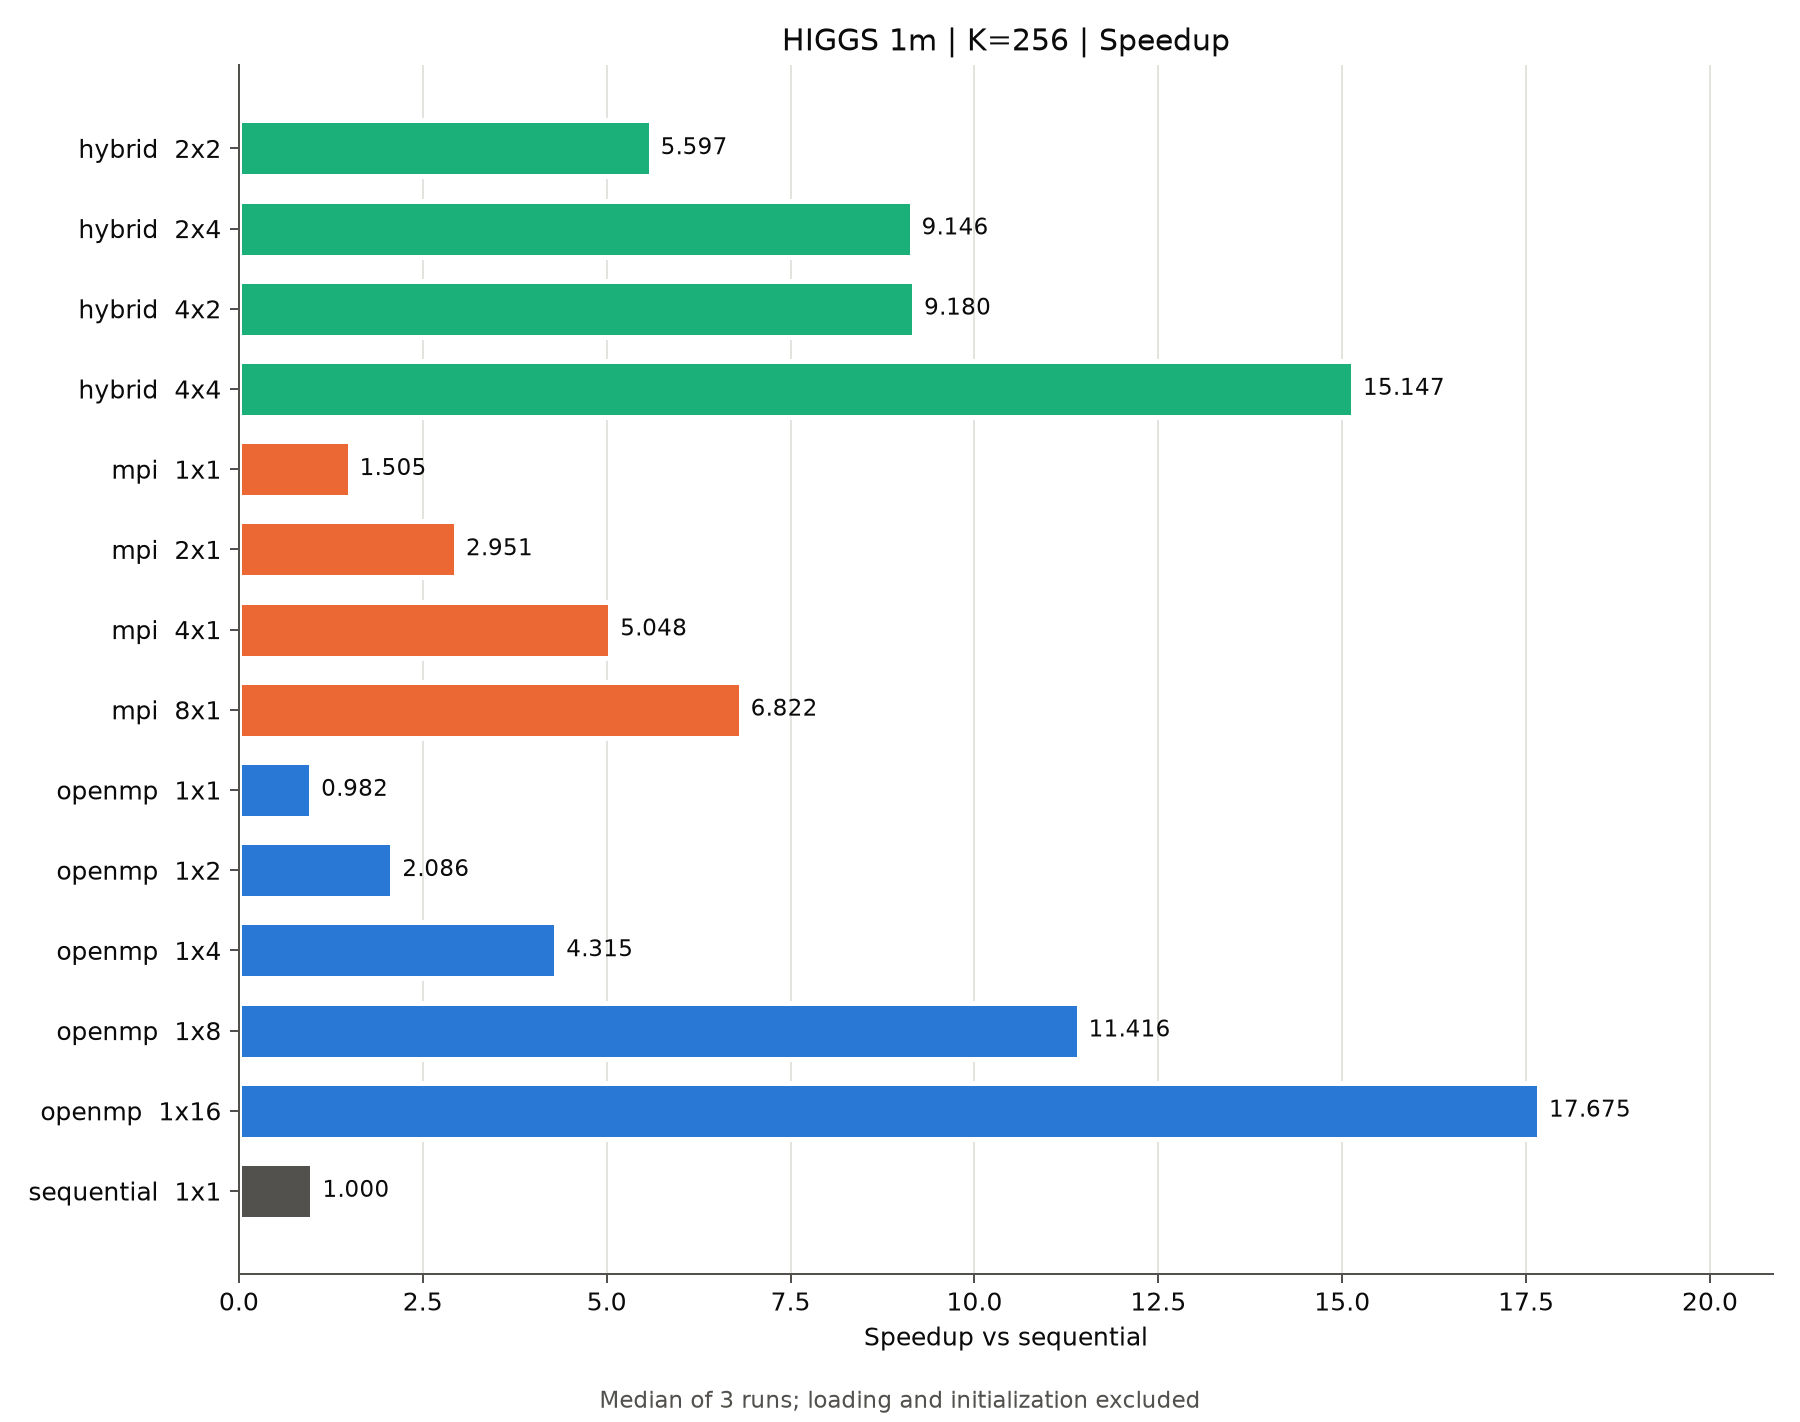 HIGGS 1m | K=256 | Speedup
hybrid 2x2 5.597
hybrid 2x4 9.146
hybrid 4x2 9.180
hybrid 4x4 15.147
mpi 1x1 1.505
mpi 2x1 2.951
mpi 4x1 5.048
mpi 8x1 6.822
openmp 1x1 0.982
openmp 1x2 2.086
openmp 1x4 4.315
openmp 1x8 11.416
openmp 1x16 17.675
sequential 1x1 1.000
0.0 2.5 5.0 7.5 10.0 12.5 15.0 17.5 20.0
Speedup vs sequential
Median of 3 runs; loading and initialization excluded